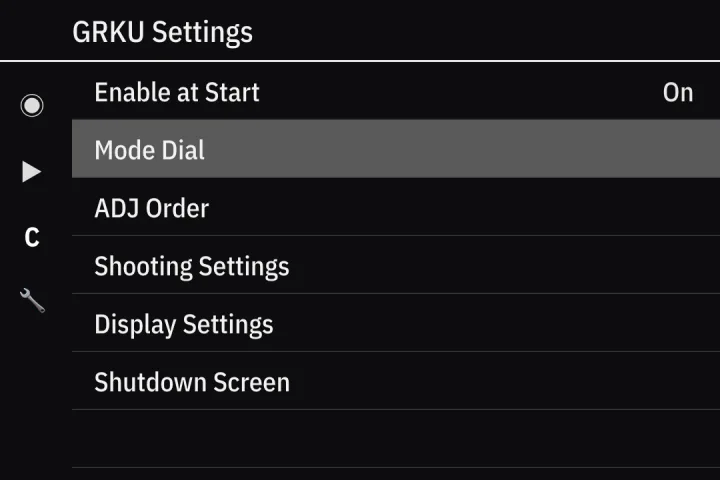 GRKU Settings
Enable at Start On
Mode Dial
ADJ Order
C
Shooting Settings
Display Settings
Shutdown Screen